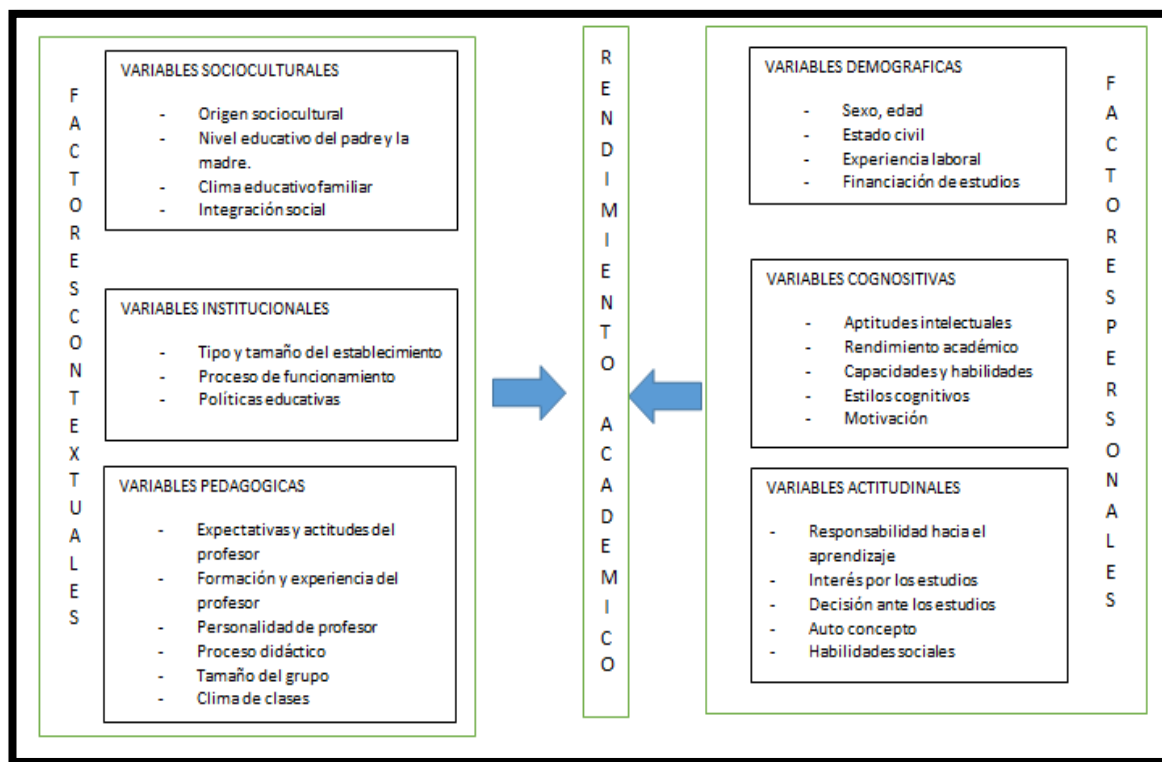 FACTORES CONTEXTUALES
VARIABLES SOCIOCULTURALES
- Origen sociocultural
- Nivel educativo del padre y la
madre.
- Clima educativo familiar
- Integración social
VARIABLES INSTITUCIONALES
- Tipo y tamaño del establecimiento
- Proceso de funcionamiento
- Políticas educativas
VARIABLES PEDAGOGICAS
- Expectativas y actitudes del
profesor
- Formación y experiencia del
profesor
- Personalidad de profesor
- Proceso didáctico
- Tamaño del grupo
- Clima de clases
RENDIMIENTO ACADEMICO
VARIABLES DEMOGRAFICAS
- Sexo, edad
- Estado civil
- Experiencia laboral
- Financiación de estudios
VARIABLES COGNOSITIVAS
- Aptitudes intelectuales
- Rendimiento académico
- Capacidades y habilidades
- Estilos cognitivos
- Motivación
VARIABLES ACTITUDINALES
- Responsabilidad hacia el
aprendizaje
- Interés por los estudios
- Decisión ante los estudios
- Auto concepto
- Habilidades sociales
FACTORES PERSONALES